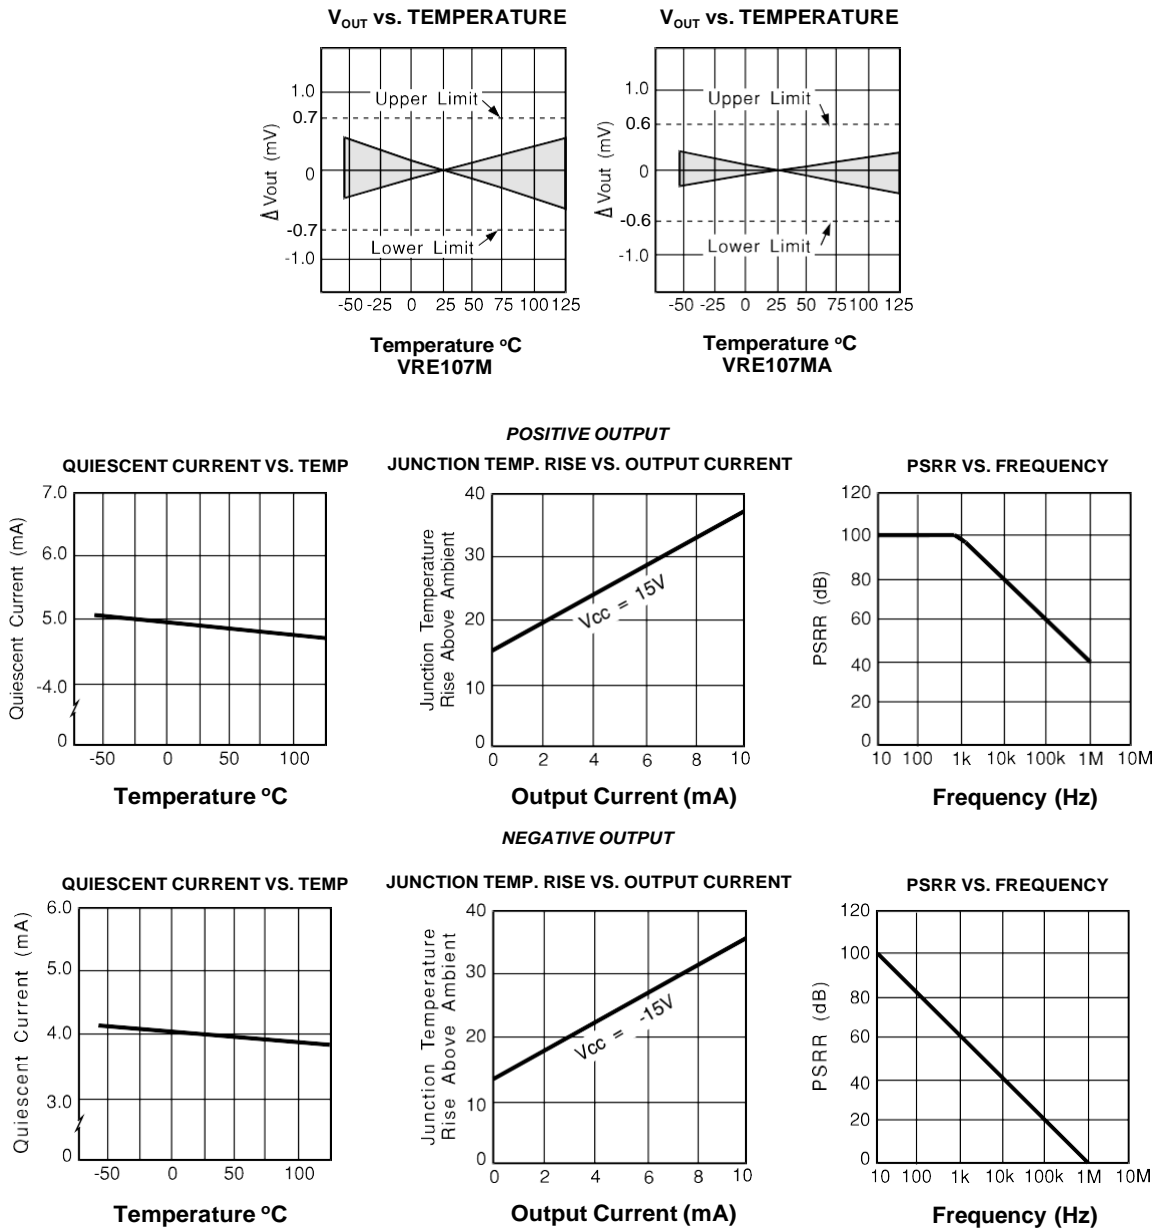 V_OUT vs. TEMPERATURE
V_OUT vs. TEMPERATURE
Δ Vout (mV)
1.0
0.7
0
-0.7
-1.0
Upper Limit
Lower Limit
-50 -25 0 25 50 75 100 125
Temperature °C
VRE107M
Δ Vout (mV)
1.0
0.6
0
-0.6
-1.0
Upper Limit
Lower Limit
-50 -25 0 25 50 75 100 125
Temperature °C
VRE107MA
POSITIVE OUTPUT
QUIESCENT CURRENT VS. TEMP
Quiescent Current (mA)
7.0
6.0
5.0
-4.0
0
-50 0 50 100
Temperature °C
JUNCTION TEMP. RISE VS. OUTPUT CURRENT
Junction Temperature
Rise Above Ambient
40
30
20
10
0
Vcc = 15V
0 2 4 6 8 10
Output Current (mA)
PSRR VS. FREQUENCY
PSRR (dB)
120
100
80
60
40
20
0
10 100 1k 10k 100k 1M 10M
Frequency (Hz)
NEGATIVE OUTPUT
QUIESCENT CURRENT VS. TEMP
Quiescent Current (mA)
6.0
5.0
4.0
3.0
0
-50 0 50 100
Temperature °C
JUNCTION TEMP. RISE VS. OUTPUT CURRENT
Junction Temperature
Rise Above Ambient
40
30
20
10
0
Vcc = -15V
0 2 4 6 8 10
Output Current (mA)
PSRR VS. FREQUENCY
PSRR (dB)
120
100
80
60
40
20
0
10 100 1k 10k 100k 1M 10M
Frequency (Hz)